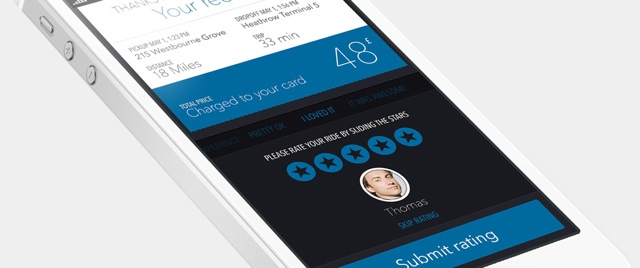 Your rec
PICKUP MAY 1, 1:23 PM
215 Westbourne Grove
DROPOFF MAY 1, 1:56 PM
Heathrow Terminal 5
DISTANCE
18 Miles
TRIP
33 min
TOTAL PRICE
Charged to your card
48£
PRETTY OK I LOVED IT IT WAS AWESOME
PLEASE RATE YOUR RIDE BY SLIDING THE STARS
Thomas
SKIP RATING
Submit rating